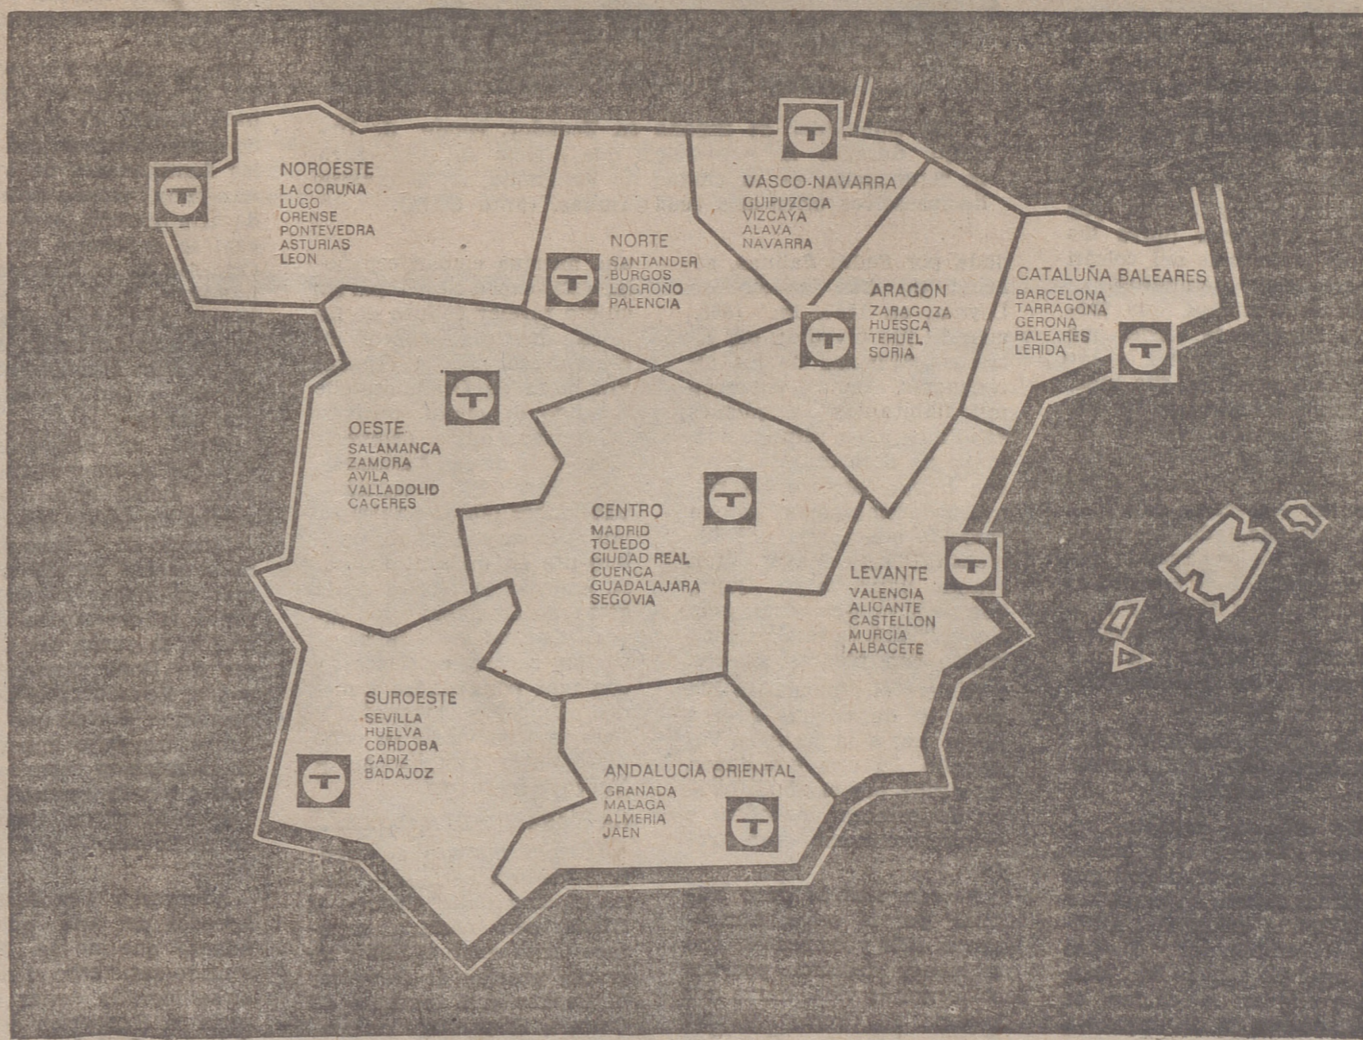 NOROESTE
LA CORUÑA
LUGO
ORENSE
PONTEVEDRA
ASTURIAS
LEON
VASCO-NAVARRA
GUIPUZCOA
VIZCAYA
ALAVA
NAVARRA
NORTE
SANTANDER
BURGOS
LOGROÑO
PALENCIA
ARAGON
ZARAGOZA
HUESCA
TERUEL
SORIA
CATALUÑA BALEARES
BARCELONA
TARRAGONA
GERONA
BALEARES
LERIDA
OESTE
SALAMANCA
ZAMORA
AVILA
VALLADOLID
CACERES
CENTRO
MADRID
TOLEDO
CIUDAD REAL
CUENCA
GUADALAJARA
SEGOVIA
LEVANTE
VALENCIA
ALICANTE
CASTELLON
MURCIA
ALBACETE
SUROESTE
SEVILLA
HUELVA
CORDOBA
CADIZ
BADAJOZ
ANDALUCIA ORIENTAL
GRANADA
MALAGA
ALMERIA
JAEN